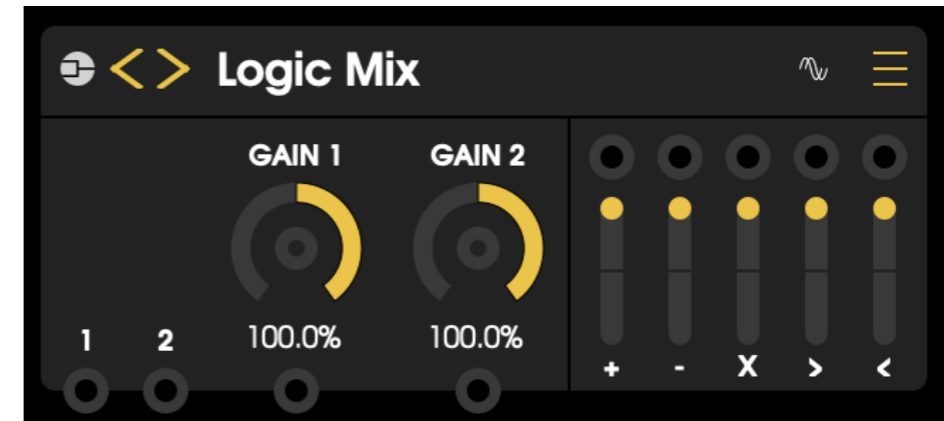 <> Logic Mix
GAIN 1 GAIN 2
100.0% 100.0%
1 2
+ - X > <